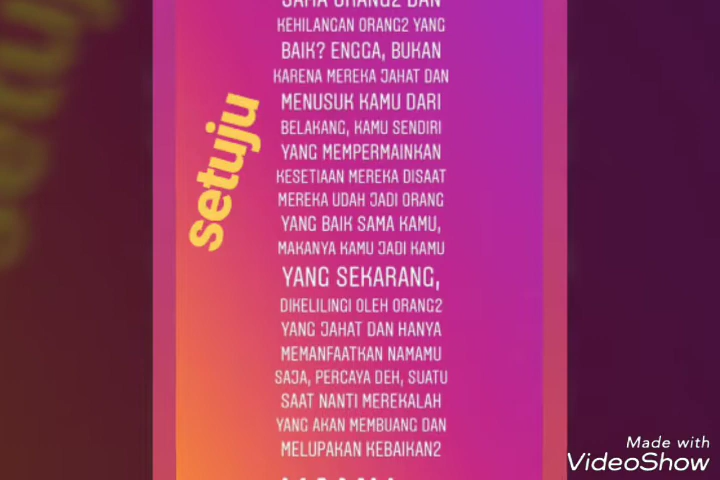 SAMA ORANG2 DAN
KEHILANGAN ORANG2 YANG
BAIK? ENGGA, BUKAN
KARENA MEREKA JAHAT DAN
MENUSUK KAMU DARI
BELAKANG, KAMU SENDIRI
YANG MEMPERMAINKAN
KESETIAAN MEREKA DISAAT
MEREKA UDAH JADI ORANG
YANG BAIK SAMA KAMU,
MAKANYA KAMU JADI KAMU
YANG SEKARANG,
DIKELILINGI OLEH ORANG2
YANG JAHAT DAN HANYA
MEMANFAATKAN NAMAMU
SAJA, PERCAYA DEH, SUATU
SAAT NANTI MEREKALAH
YANG AKAN MEMBUANG DAN
MELUPAKAN KEBAIKAN2
setuju
Made with
VideoShow